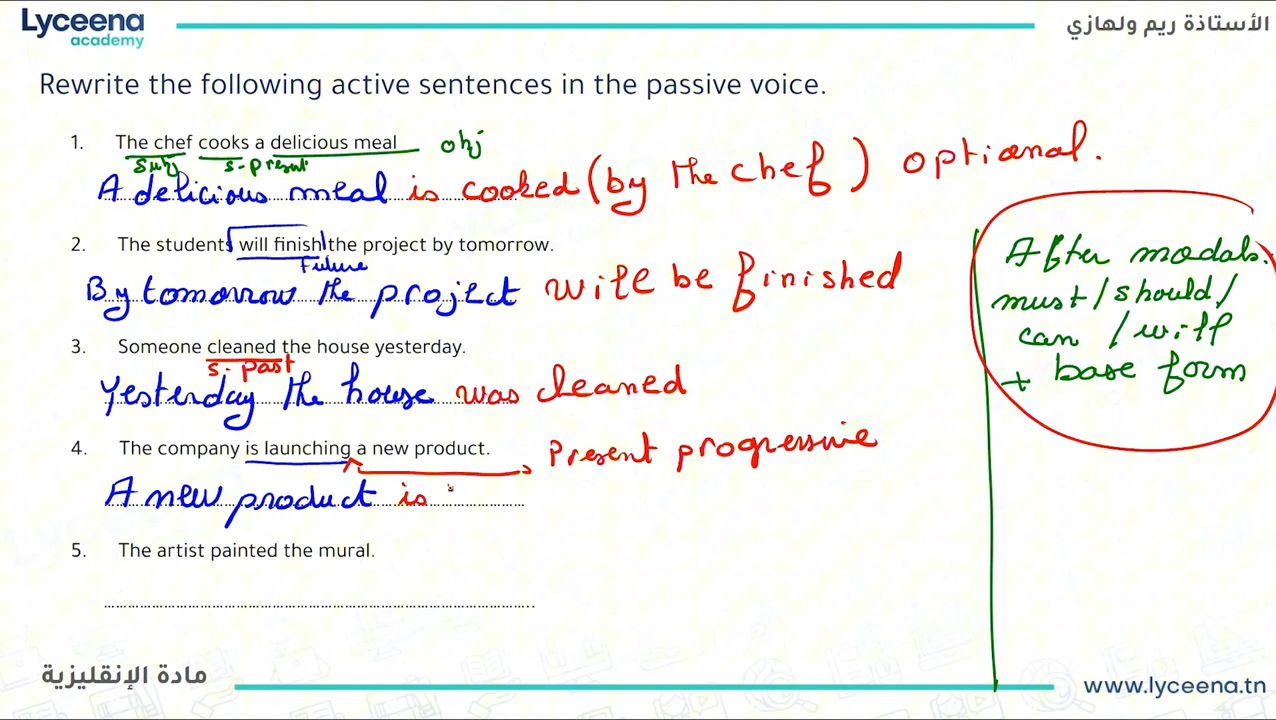 Lyceena
academy
الأستاذة ريم ولهازي
Rewrite the following active sentences in the passive voice.
1. The chef cooks a delicious meal obj
subj s-present
A delicious meal is cooked (by the chef) optional.
2. The students will finish the project by tomorrow.
Future
By tomorrow the project will be finished
3. Someone cleaned the house yesterday.
s-past
Yesterday the house was cleaned
4. The company is launching a new product. Present progressive
A new product is
5. The artist painted the mural.
After modals.
must / should /
can / will
+ base form
مادة الإنقليزية
www.lyceena.tn